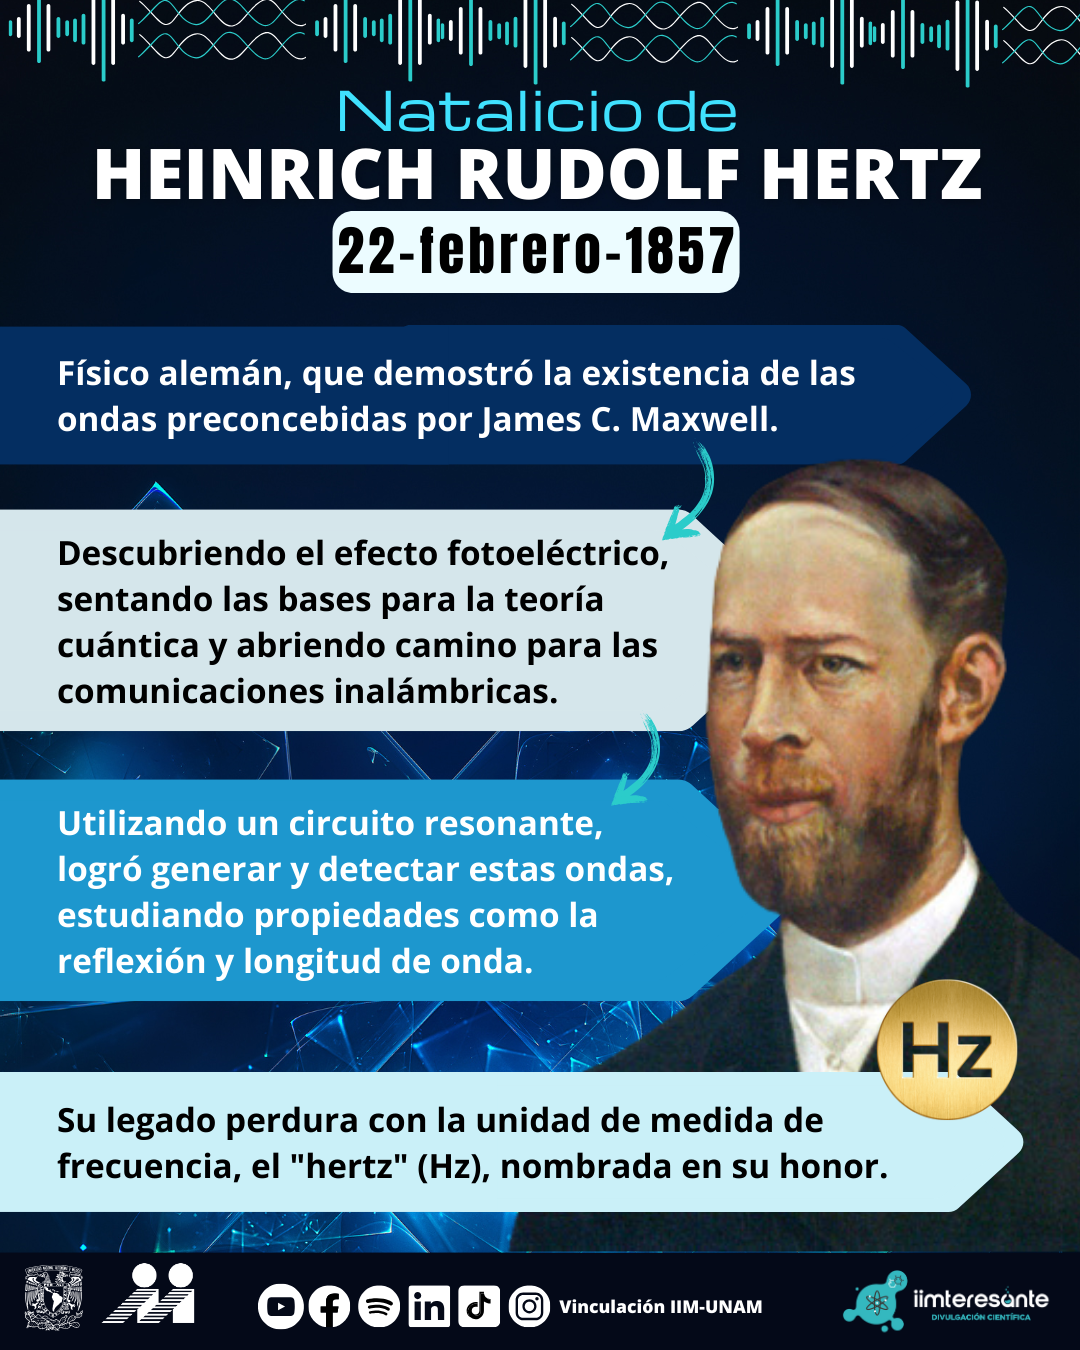 Natalicio de
HEINRICH RUDOLF HERTZ
22-febrero-1857
Físico alemán, que demostró la existencia de las
ondas preconcebidas por James C. Maxwell.
Descubriendo el efecto fotoeléctrico,
sentando las bases para la teoría
cuántica y abriendo camino para las
comunicaciones inalámbricas.
Utilizando un circuito resonante,
logró generar y detectar estas ondas,
estudiando propiedades como la
reflexión y longitud de onda.
Hz
Su legado perdura con la unidad de medida de
frecuencia, el "hertz" (Hz), nombrada en su honor.
Vinculación IIM-UNAM
iimteresante
DIVULGACIÓN CIENTÍFICA